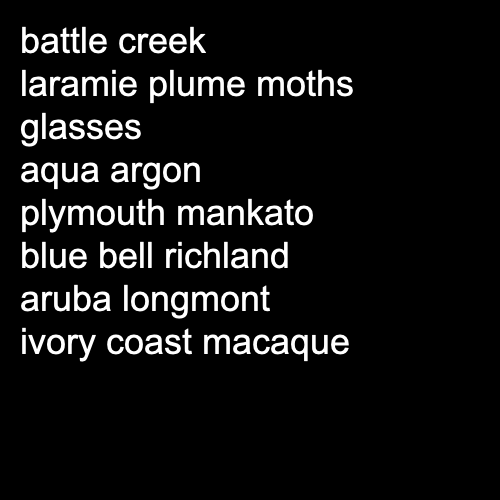 battle creek
laramie plume moths
glasses
aqua argon
plymouth mankato
blue bell richland
aruba longmont
ivory coast macaque